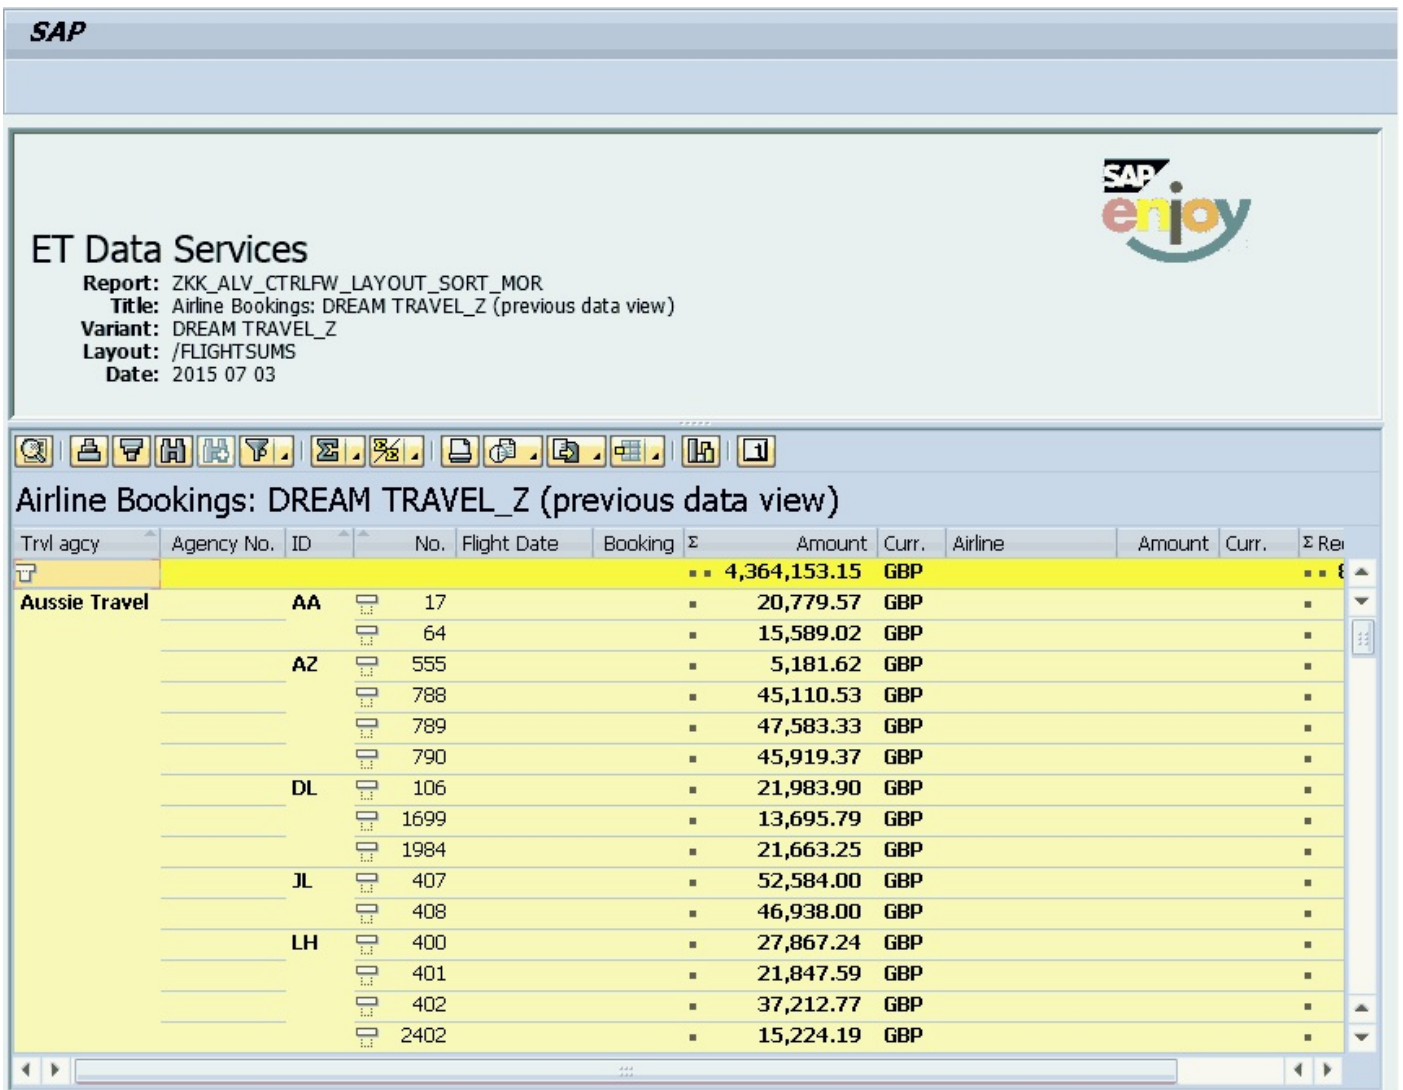 SAP
SAP
enjoy
ET Data Services
Report: ZKK_ALV_CTRLFW_LAYOUT_SORT_MOR
Title: Airline Bookings: DREAM TRAVEL_Z (previous data view)
Variant: DREAM TRAVEL_Z
Layout: /FLIGHTSUMS
Date: 2015 07 03
Airline Bookings: DREAM TRAVEL_Z (previous data view)
Trvl agcy Agency No. ID No. Flight Date Booking Σ Amount Curr. Airline Amount Curr. Σ
4,364,153.15 GBP
Aussie Travel AA 17 20,779.57 GBP
64 15,589.02 GBP
AZ 555 5,181.62 GBP
788 45,110.53 GBP
789 47,583.33 GBP
790 45,919.37 GBP
DL 106 21,983.90 GBP
1699 13,695.79 GBP
1984 21,663.25 GBP
JL 407 52,584.00 GBP
408 46,938.00 GBP
LH 400 27,867.24 GBP
401 21,847.59 GBP
402 37,212.77 GBP
2402 15,224.19 GBP